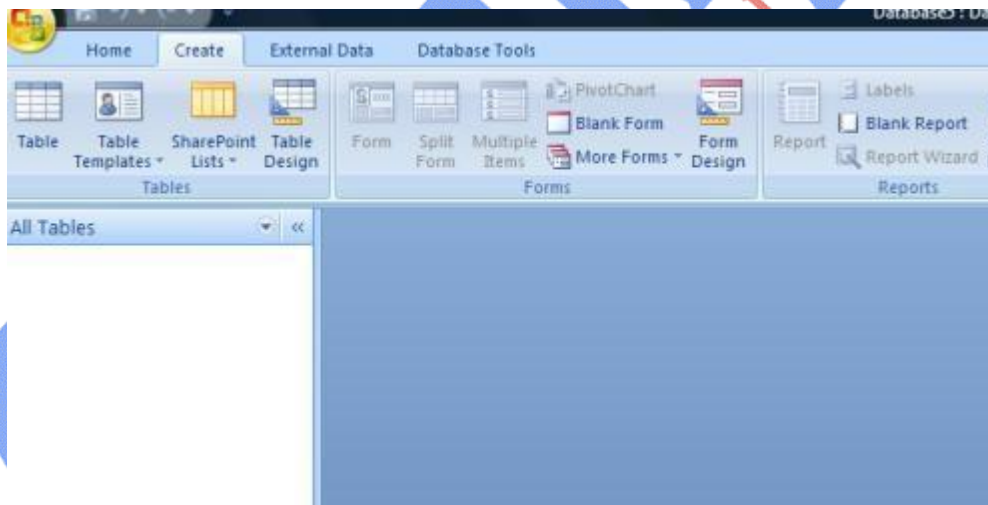 Database5 : Da
Home Create External Data Database Tools
Table
Table Templates
SharePoint Lists
Table Design
Form
Split Form
Multiple Items
PivotChart
Blank Form
More Forms
Form Design
Report
Labels
Blank Report
Report Wizard
Tables Forms Reports
All Tables